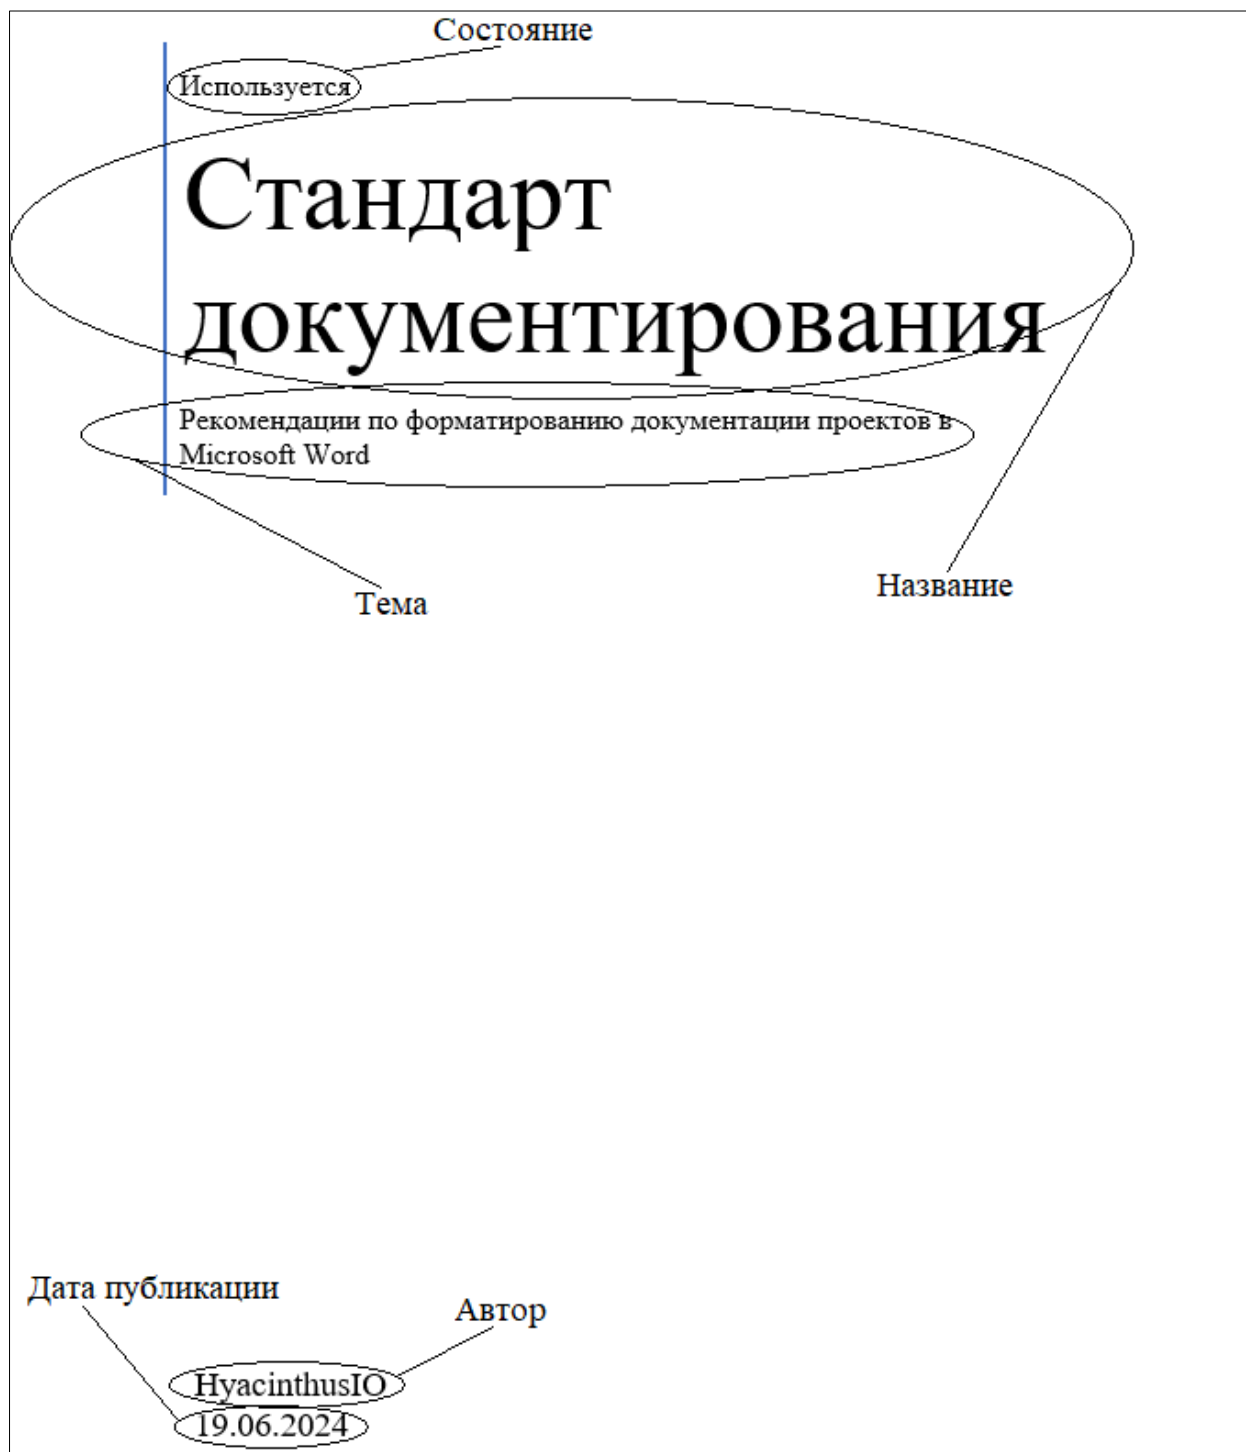 Состояние
Используется
Стандарт
документирования
Рекомендации по форматированию документации проектов в
Microsoft Word
Название
Тема
Дата публикации
Автор
HyacinthusIO
19.06.2024